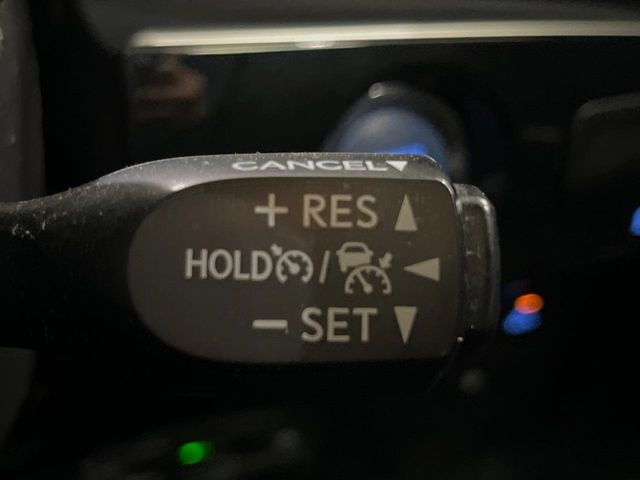 CANCEL▼
+ RES ▲
HOLD / ◄
- SET ▼